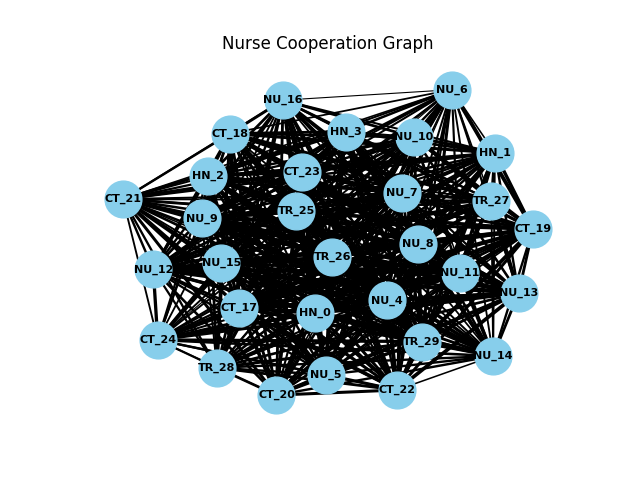 Nurse Cooperation Graph
NU_6
NU_16
HN_3
CT_18
NU_10
HN_1
CT_23
HN_2
NU_7
CT_21
TR_27
TR_25
NU_9
CT_19
NU_8
TR_26
NU_15
NU_12
NU_11
NU_13
NU_4
CT_17
HN_0
CT_24
TR_29
NU_14
TR_28
NU_5
CT_22
CT_20